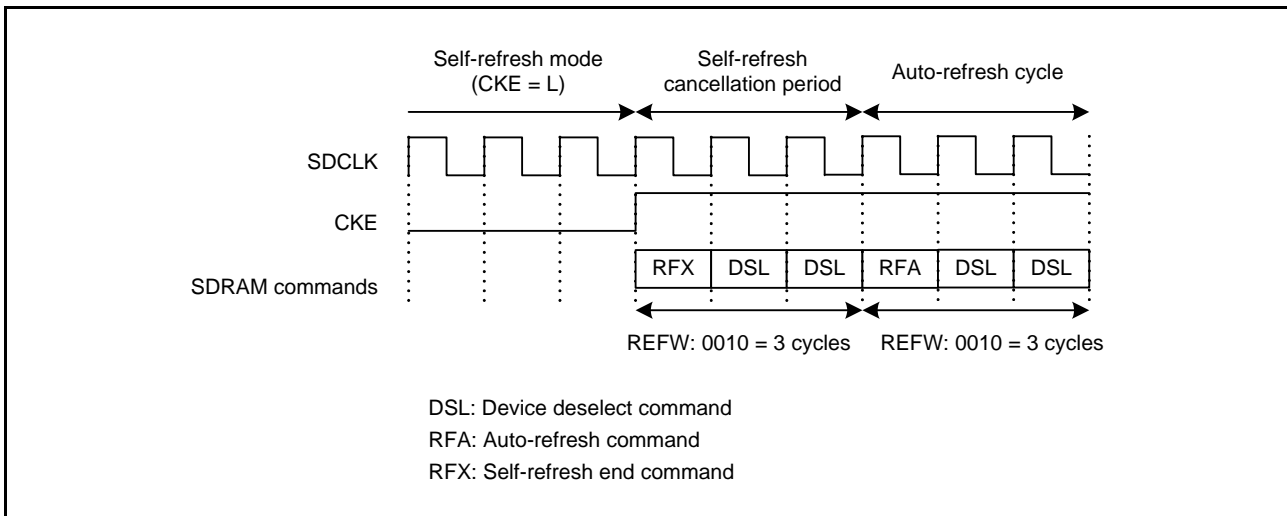 Self-refresh mode
(CKE = L)
Self-refresh
cancellation period
Auto-refresh cycle
SDCLK
CKE
SDRAM commands
RFX DSL DSL RFA DSL DSL
REFW: 0010 = 3 cycles REFW: 0010 = 3 cycles
DSL: Device deselect command
RFA: Auto-refresh command
RFX: Self-refresh end command